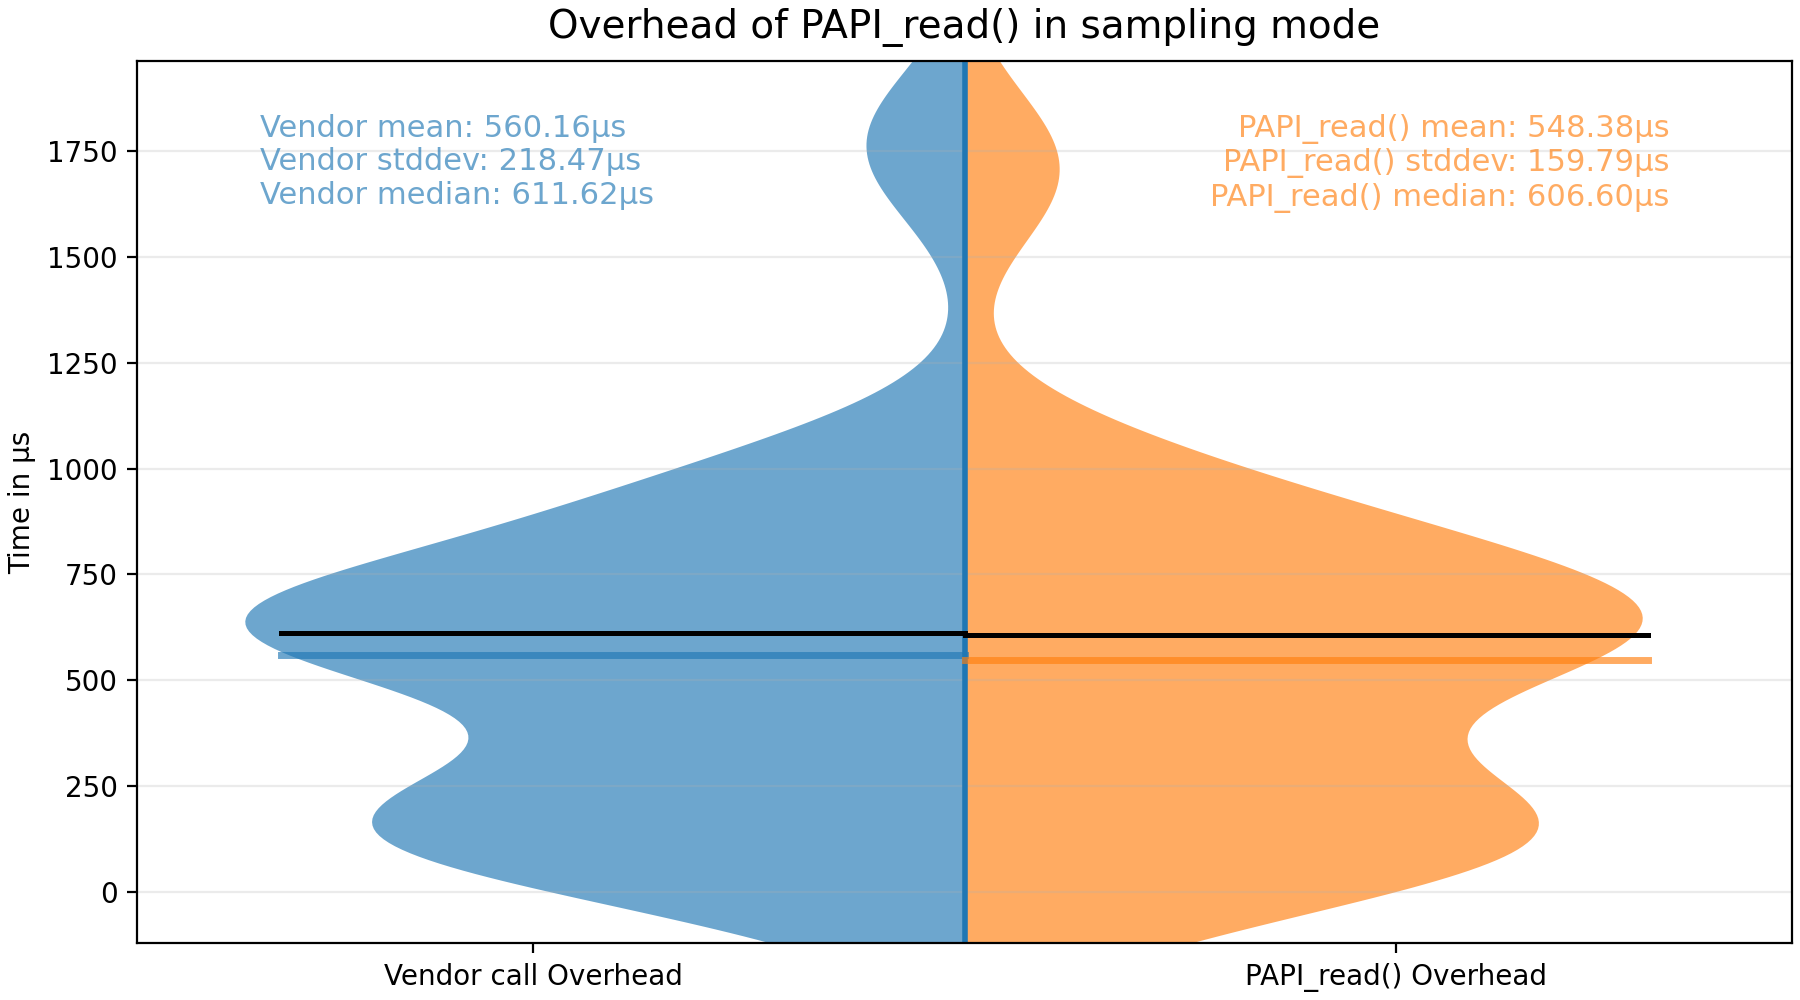 Overhead of PAPI_read() in sampling mode
Vendor mean: 560.16µs
Vendor stddev: 218.47µs
Vendor median: 611.62µs
PAPI_read() mean: 548.38µs
PAPI_read() stddev: 159.79µs
PAPI_read() median: 606.60µs
Time in µs
1750
1500
1250
1000
750
500
250
0
Vendor call Overhead
PAPI_read() Overhead